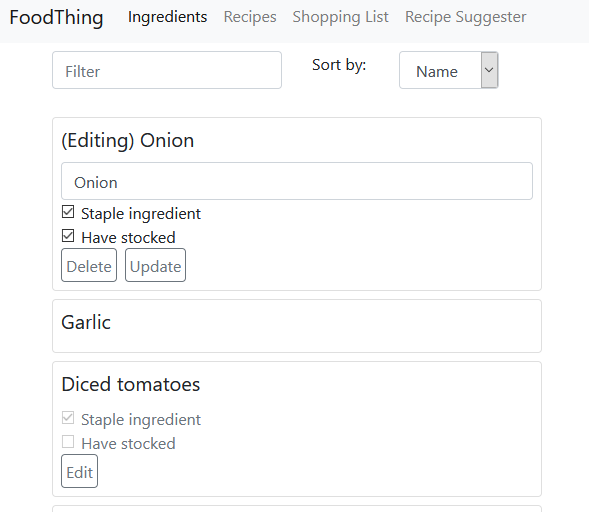 FoodThing Ingredients Recipes Shopping List Recipe Suggester
Filter Sort by: Name
(Editing) Onion
Onion
Staple ingredient
Have stocked
Delete Update
Garlic
Diced tomatoes
Staple ingredient
Have stocked
Edit